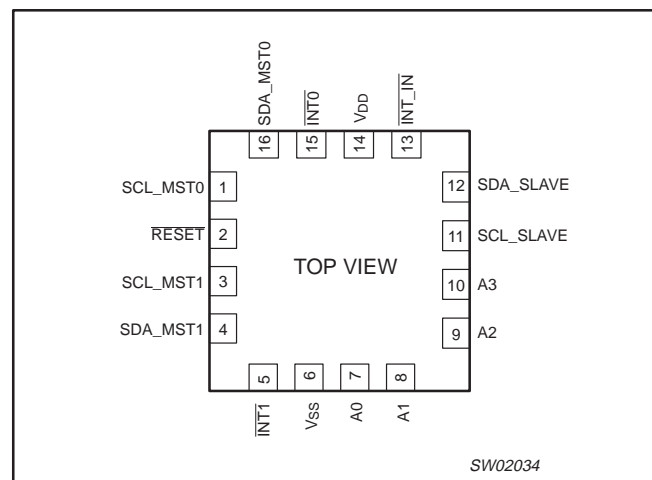 SDA_MST0
INT0
VDD
INT_IN
16
15
14
13
SCL_MST0 1
12 SDA_SLAVE
RESET 2
11 SCL_SLAVE
TOP VIEW
SCL_MST1 3
10 A3
SDA_MST1 4
9 A2
5
6
7
8
INT1
VSS
A0
A1
SW02034